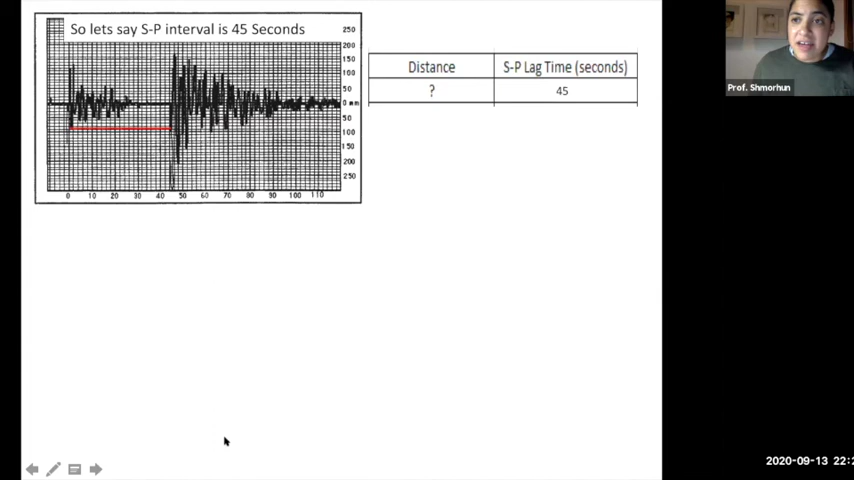 So lets say S-P interval is 45 Seconds
250
200
150
100
50
0 mm
50
100
150
200
250
0 10 20 30 40 50 60 70 80 90 100 110
Distance S-P Lag Time (seconds)
? 45
Prof. Shmorhun
2020-09-13 22:2